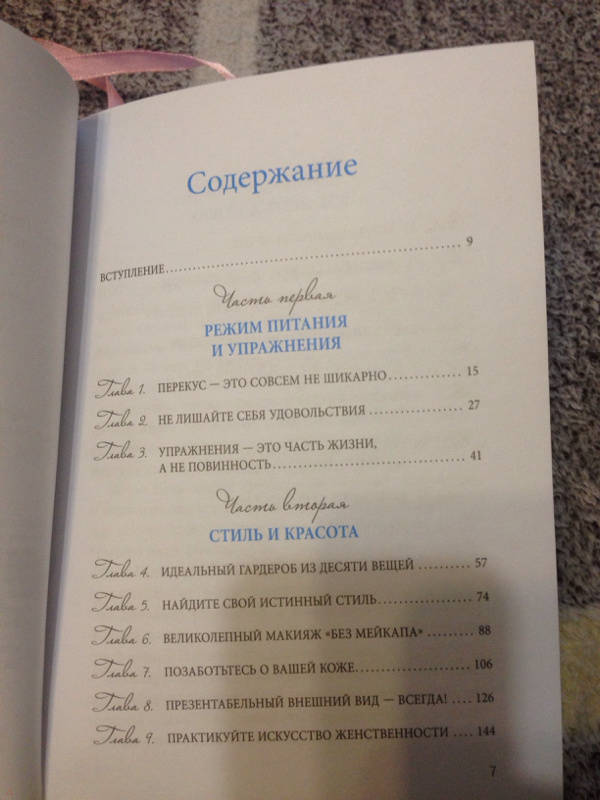 Содержание
ВСТУПЛЕНИЕ........................................................ 9
Часть первая
РЕЖИМ ПИТАНИЯ
И УПРАЖНЕНИЯ
Глава 1. ПЕРЕКУС — ЭТО СОВСЕМ НЕ ШИКАРНО.............. 15
Глава 2. НЕ ЛИШАЙТЕ СЕБЯ УДОВОЛЬСТВИЯ.................. 27
Глава 3. УПРАЖНЕНИЯ — ЭТО ЧАСТЬ ЖИЗНИ,
А НЕ ПОВИННОСТЬ.................................. 41
Часть вторая
СТИЛЬ И КРАСОТА
Глава 4. ИДЕАЛЬНЫЙ ГАРДЕРОБ ИЗ ДЕСЯТИ ВЕЩЕЙ.......... 57
Глава 5. НАЙДИТЕ СВОЙ ИСТИННЫЙ СТИЛЬ................. 74
Глава 6. ВЕЛИКОЛЕПНЫЙ МАКИЯЖ «БЕЗ МЕЙКАПА»......... 88
Глава 7. ПОЗАБОТЬТЕСЬ О ВАШЕЙ КОЖЕ.................... 106
Глава 8. ПРЕЗЕНТАБЕЛЬНЫЙ ВНЕШНИЙ ВИД — ВСЕГДА!.... 126
Глава 9. ПРАКТИКУЙТЕ ИСКУССТВО ЖЕНСТВЕННОСТИ.... 144
7